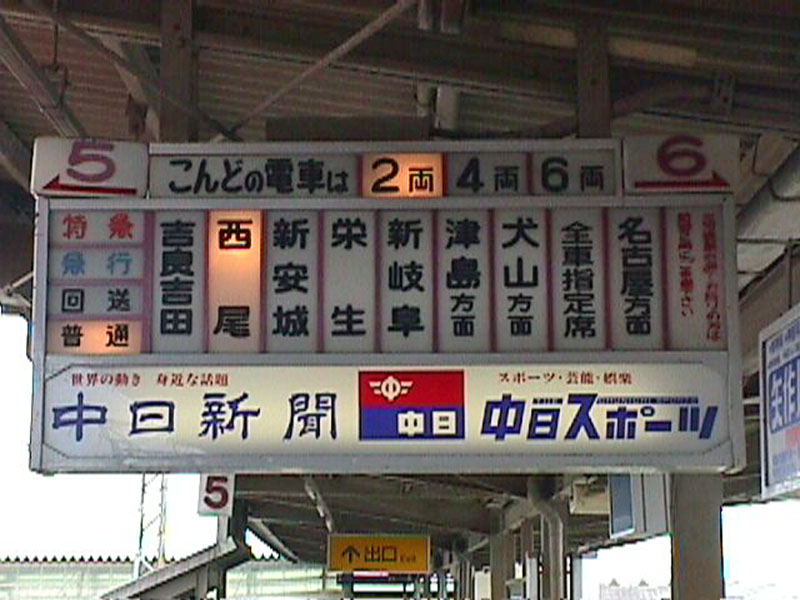 5
こんどの電車は 2両 4両 6両
6
特急
急行
回送
普通
吉良吉田
西尾
新安城
栄生
新岐阜
津島方面
犬山方面
全車指定席
名古屋方面
世界の動き 身近な話題
スポーツ・芸能・娯楽
中日新聞
中
中日
中日スポーツ
5
↑出口 Exit